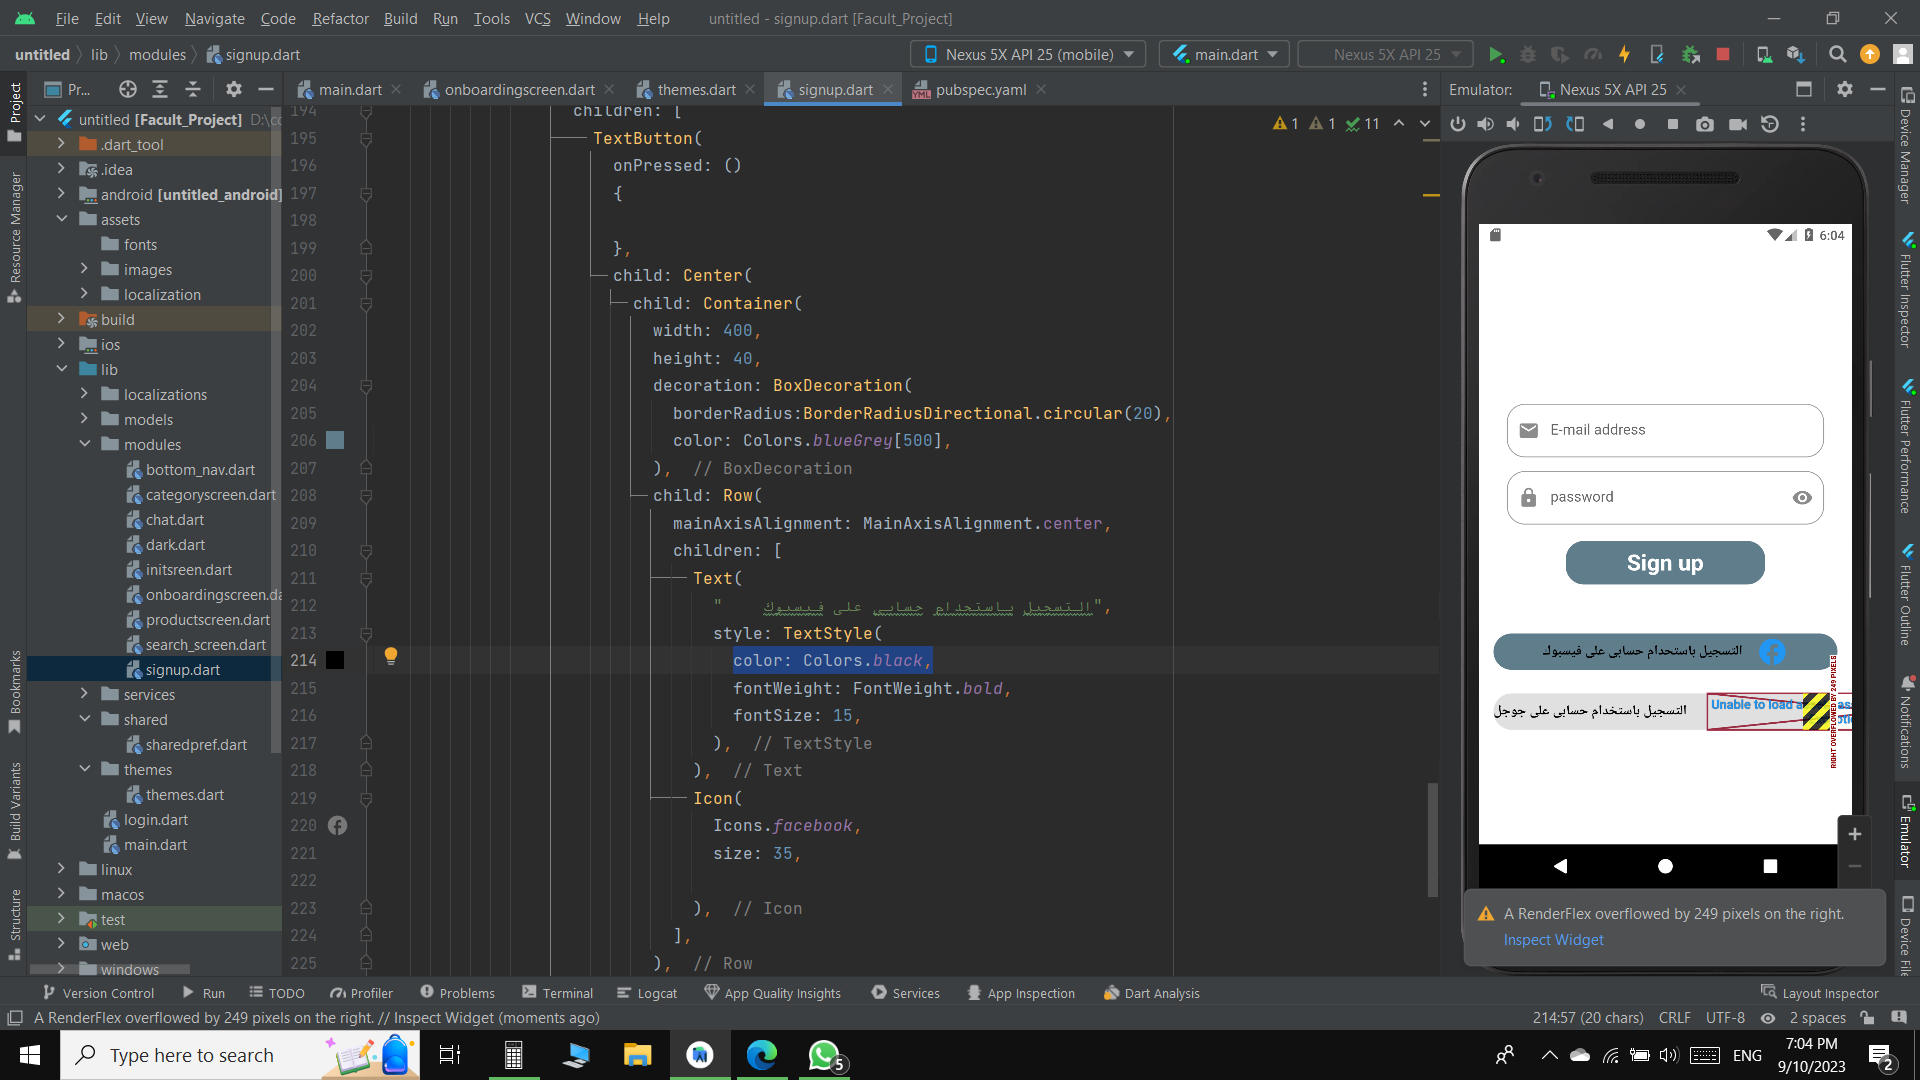 File Edit View Navigate Code Refactor Build Run Tools VCS Window Help untitled - signup.dart [Facult_Project]
untitled lib modules signup.dart Nexus 5X API 25 (mobile) main.dart Nexus 5X API 25
Pr... main.dart onboardingscreen.dart themes.dart signup.dart pubspec.yaml Emulator: Nexus 5X API 25
Project
Resource Manager
Bookmarks
Build Variants
Structure
untitled [Facult_Project]
.dart_tool
.idea
android [untitled_android]
assets
fonts
images
localization
build
ios
lib
localizations
models
modules
bottom_nav.dart
categoryscreen.dart
chat.dart
dark.dart
initsreen.dart
onboardingscreen.da
productscreen.dart
search_screen.dart
signup.dart
services
shared
sharedpref.dart
themes
themes.dart
login.dart
main.dart
linux
macos
test
web
windows
1 1 11
194 children: [
195 TextButton(
196 onPressed: ()
197 {
198
199 },
200 child: Center(
201 child: Container(
202 width: 400,
203 height: 40,
204 decoration: BoxDecoration(
205 borderRadius:BorderRadiusDirectional.circular(20),
206 color: Colors.blueGrey[500],
207 ), // BoxDecoration
208 child: Row(
209 mainAxisAlignment: MainAxisAlignment.center,
210 children: [
211 Text(
212 "التسجيل باستخدام حسابى على فيسبوك    ",
213 style: TextStyle(
214 color: Colors.black,
215 fontWeight: FontWeight.bold,
216 fontSize: 15,
217 ), // TextStyle
218 ), // Text
219 Icon(
220 Icons.facebook,
221 size: 35,
222
223 ), // Icon
224 ],
225 ), // Row
6:04
E-mail address
password
Sign up
التسجيل باستخدام حسابى على فيسبوك
التسجيل باستخدام حسابى على جوجل
Unable to load a
RIGHT OVERFLOWED BY 249 PIXELS
A RenderFlex overflowed by 249 pixels on the right.
Inspect Widget
Device Manager
Flutter Inspector
Flutter Performance
Flutter Outline
Notifications
Emulator
Device File
Version Control Run TODO Profiler Problems Terminal Logcat App Quality Insights Services App Inspection Dart Analysis Layout Inspector
A RenderFlex overflowed by 249 pixels on the right. // Inspect Widget (moments ago) 214:57 (20 chars) CRLF UTF-8 2 spaces
Type here to search 5 ENG 7:04 PM 2
9/10/2023